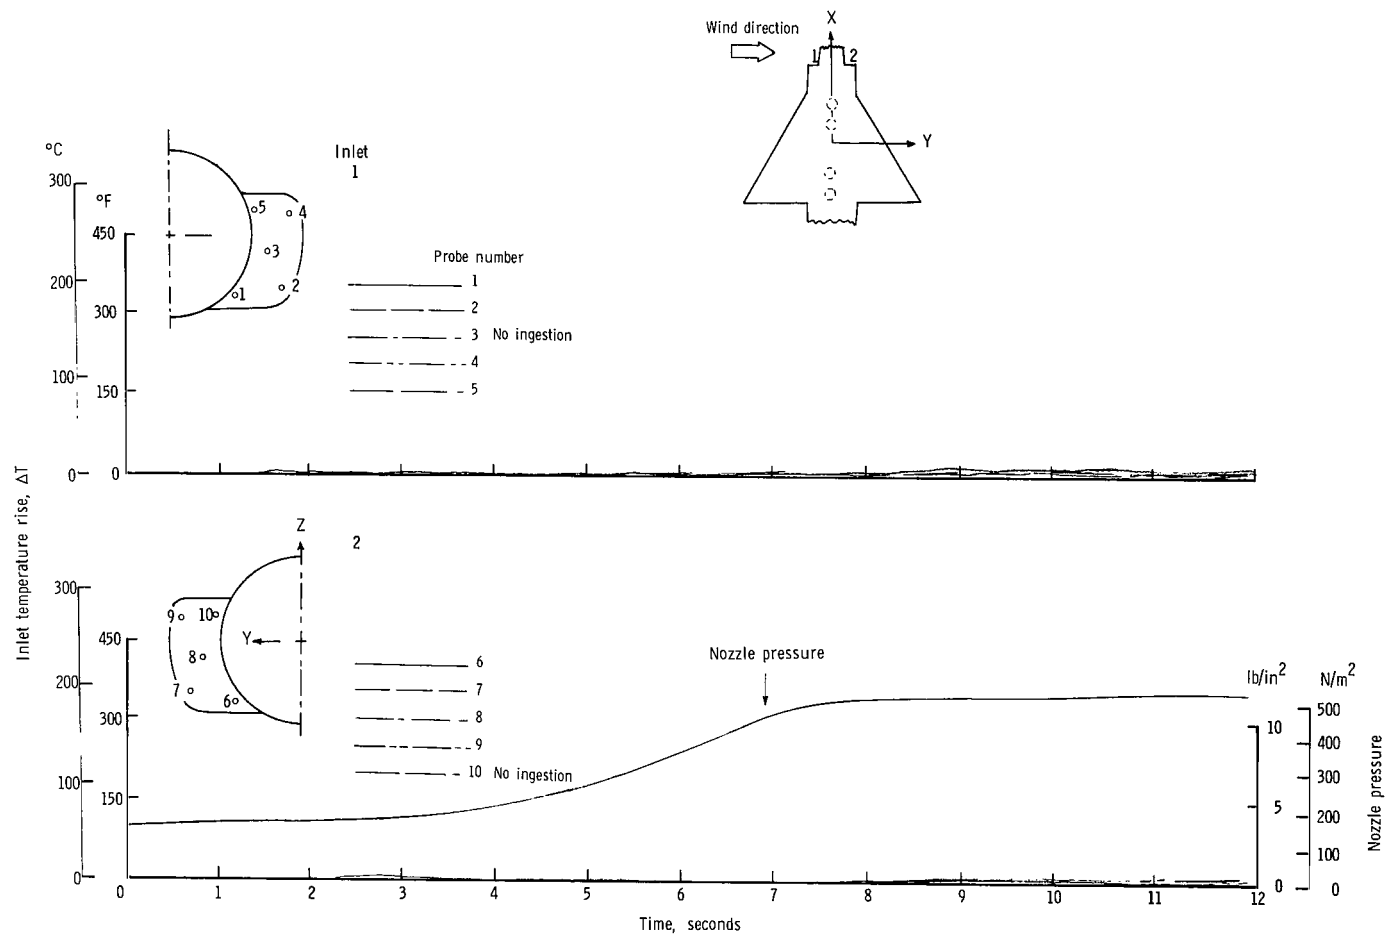 Wind direction
X
1 2
Y
°C
°F
Inlet
1
300
200
100
0
450
300
150
0
5 4
3
1 2
Probe number
1
2
3 No ingestion
4
5
Inlet temperature rise, ΔT
Z
2
300
200
100
0
450
300
150
9 10
Y
8
7
6
6
7
8
9
10 No ingestion
Nozzle pressure
lb/in2
N/m2
10
5
0
500
400
300
200
100
0
Nozzle pressure
0 1 2 3 4 5 6 7 8 9 10 11 12
Time, seconds